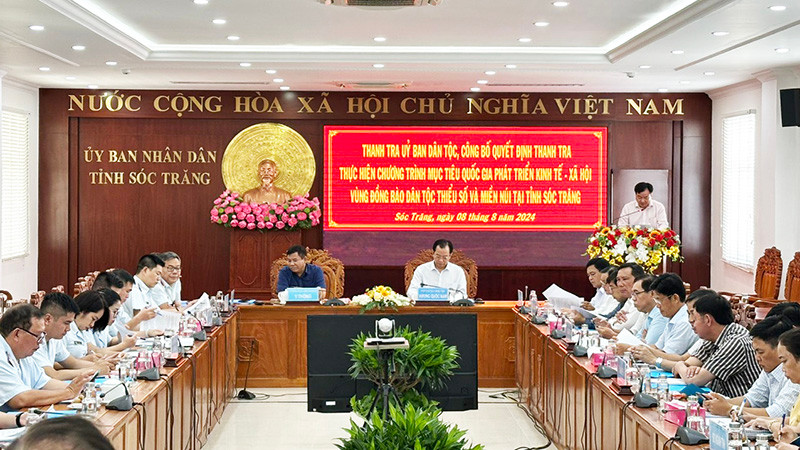 NƯỚC CỘNG HÒA XÃ HỘI CHỦ NGHĨA VIỆT NAM
ỦY BAN NHÂN DÂN
TỈNH SÓC TRĂNG
THANH TRA UỶ BAN DÂN TỘC, CÔNG BỐ QUYẾT ĐỊNH THANH TRA
THỰC HIỆN CHƯƠNG TRÌNH MỤC TIÊU QUỐC GIA PHÁT TRIỂN KINH TẾ - XÃ HỘI
VÙNG ĐỒNG BÀO DÂN TỘC THIỂU SỐ VÀ MIỀN NÚI TẠI TỈNH SÓC TRĂNG
Sóc Trăng, ngày 08 tháng 8 năm 2024